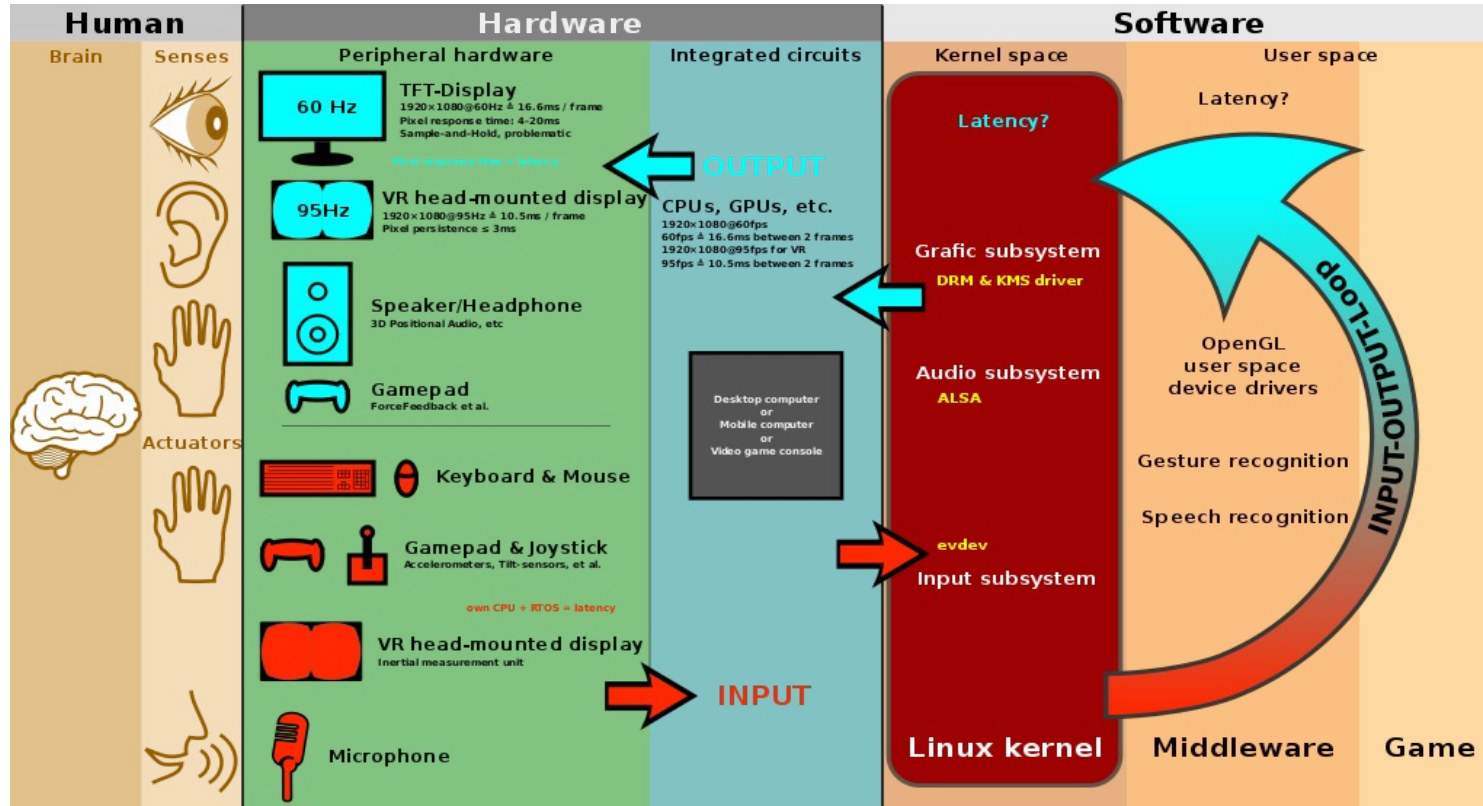 Human
Hardware
Software
Brain
Senses
Peripheral hardware
Integrated circuits
Kernel space
User space
60 Hz
TFT-Display
1920×1080@60Hz ≙ 16.6ms / frame
Pixel response time: 4-20ms
Sample-and-Hold, problematic
Pixel response time = latency
OUTPUT
95Hz
VR head-mounted display
1920×1080@95Hz ≙ 10.5ms / frame
Pixel persistence ≤ 3ms
CPUs, GPUs, etc.
1920×1080@60fps
60fps ≙ 16.6ms between 2 frames
1920×1080@95fps for VR
95fps ≙ 10.5ms between 2 frames
Speaker/Headphone
3D Positional Audio, etc
Gamepad
ForceFeedback et al.
Desktop computer
or
Mobile computer
or
Video game console
Actuators
Keyboard & Mouse
Gamepad & Joystick
Accelerometers, Tilt-sensors, et al.
own CPU + RTOS = latency
VR head-mounted display
Inertial measurement unit
INPUT
Microphone
Latency?
Grafic subsystem
DRM & KMS driver
Audio subsystem
ALSA
evdev
Input subsystem
Linux kernel
Latency?
OpenGL
user space
device drivers
Gesture recognition
Speech recognition
INPUT-OUTPUT-Loop
Middleware
Game